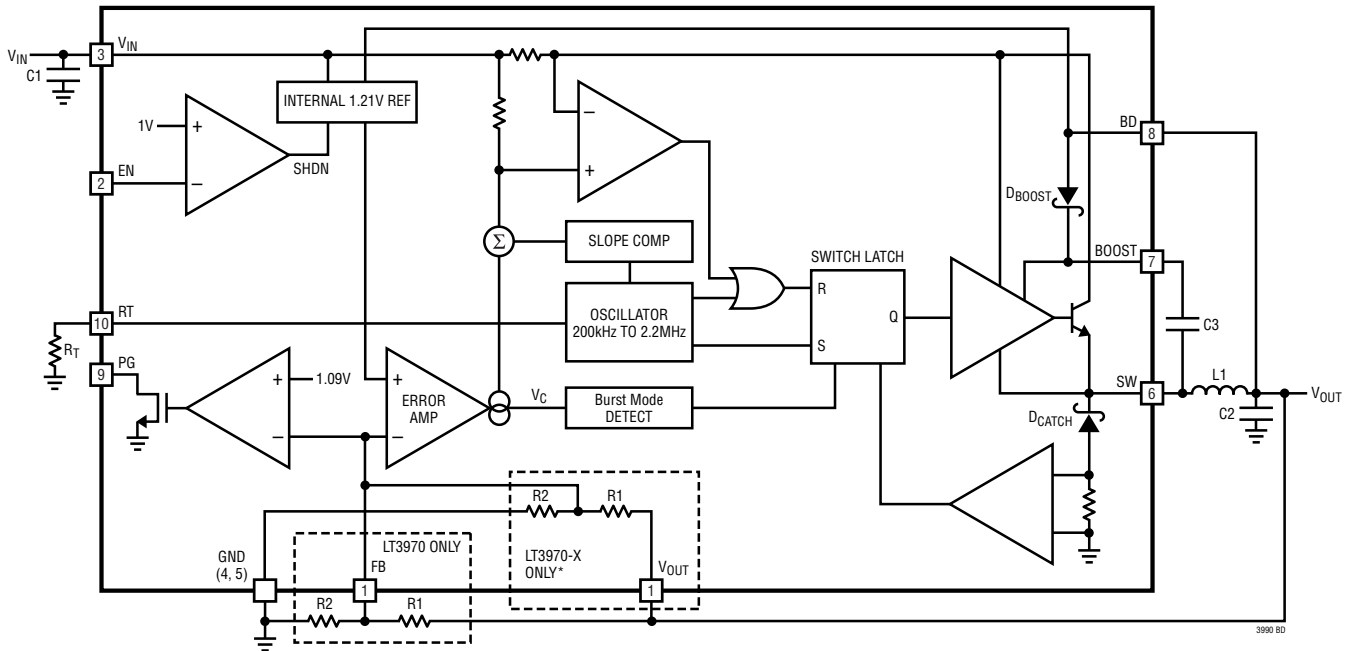 VIN
C1
3
VIN
INTERNAL 1.21V REF
1V
+
−
SHDN
2
EN
−
+
BD
8
DBOOST
Σ
SLOPE COMP
SWITCH LATCH
BOOST
7
OSCILLATOR
200kHz TO 2.2MHz
R
S
Q
C3
10
RT
RT
9
PG
+
1.09V
−
+
ERROR
AMP
−
VC
Burst Mode
DETECT
SW
6
L1
VOUT
C2
DCATCH
R2
R1
LT3970-X
ONLY*
VOUT
1
GND
(4, 5)
LT3970 ONLY
FB
1
R2
R1
3990 BD